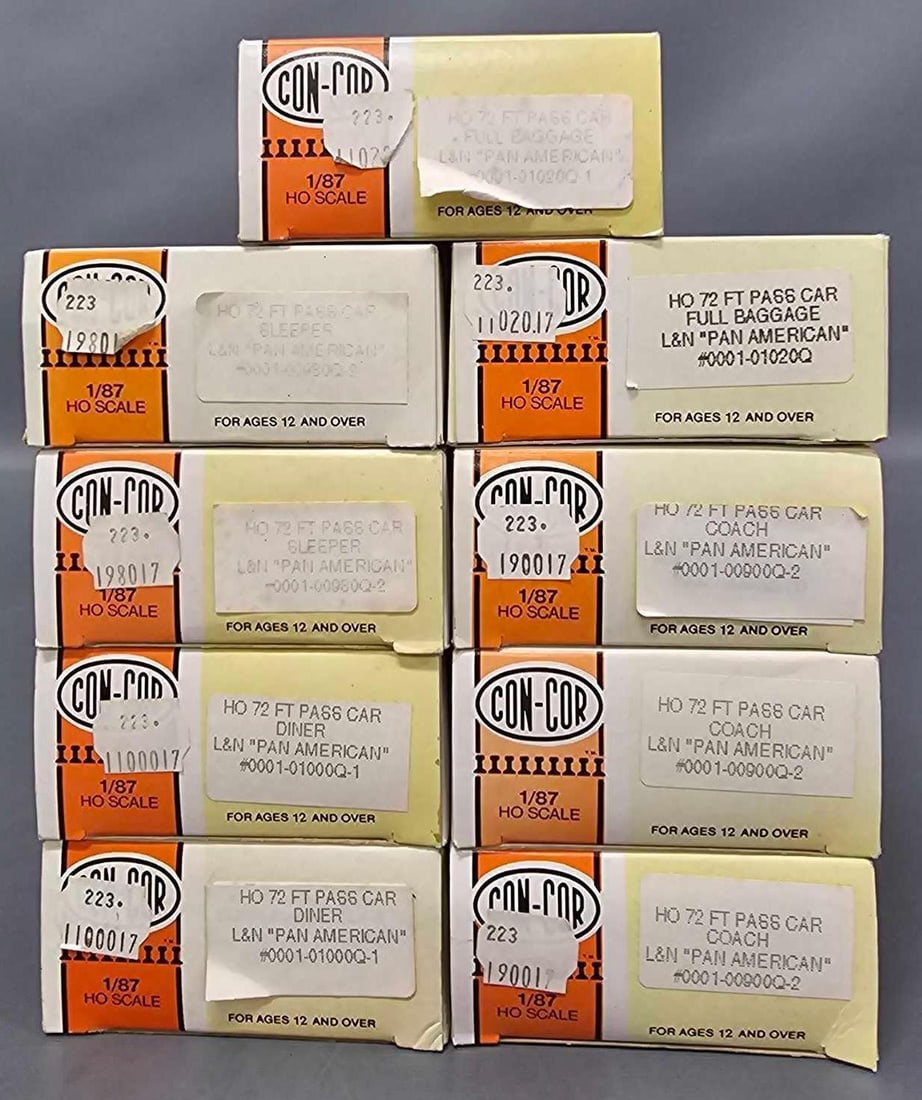 CON-COR
223.
1/87
HO SCALE
HO 72 FT PASS CAR
FULL BAGGAGE
L&N "PAN AMERICAN"
#0001-01020Q-1
FOR AGES 12 AND OVER
223
1/87
HO SCALE
HO 72 FT PASS CAR
SLEEPER
L&N "PAN AMERICAN"
FOR AGES 12 AND OVER
223.
11020.17
1/87
HO SCALE
HO 72 FT PASS CAR
FULL BAGGAGE
L&N "PAN AMERICAN"
#0001-01020Q
FOR AGES 12 AND OVER
CON-COR
223.
198017
1/87
HO SCALE
HO 72 FT PASS CAR
SLEEPER
L&N "PAN AMERICAN"
#0001-00980Q-2
FOR AGES 12 AND OVER
CON-COR
223.
190017
1/87
HO SCALE
HO 72 FT PASS CAR
COACH
L&N "PAN AMERICAN"
#0001-00900Q-2
FOR AGES 12 AND OVER
CON-COR
223.
1100017
1/87
HO SCALE
HO 72 FT PASS CAR
DINER
L&N "PAN AMERICAN"
#0001-01000Q-1
FOR AGES 12 AND OVER
CON-COR
1/87
HO SCALE
HO 72 FT PASS CAR
COACH
L&N "PAN AMERICAN"
#0001-00900Q-2
FOR AGES 12 AND OVER
223.
1100017
1/87
HO SCALE
HO 72 FT PASS CAR
DINER
L&N "PAN AMERICAN"
#0001-01000Q-1
FOR AGES 12 AND OVER
CON-COR
223
190017
1/87
HO SCALE
HO 72 FT PASS CAR
COACH
L&N "PAN AMERICAN"
#0001-00900Q-2
FOR AGES 12 AND OVER